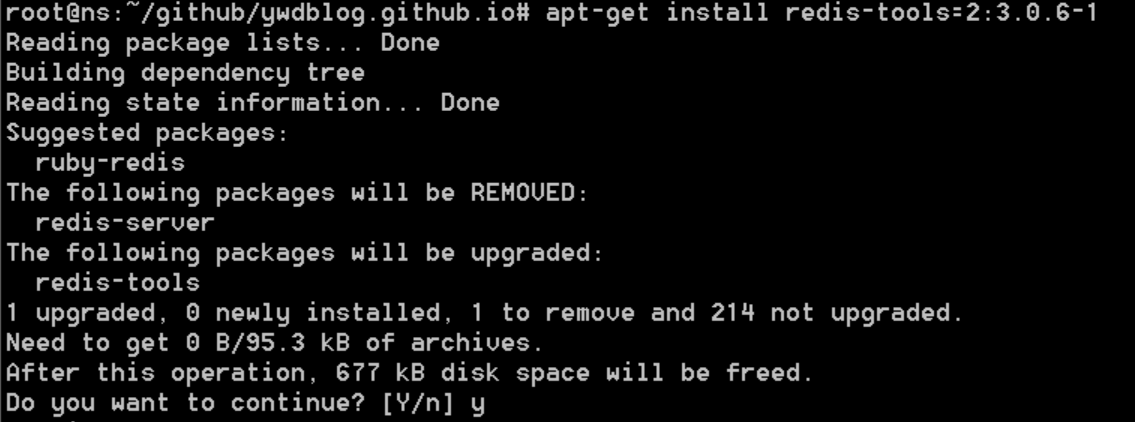 root@ns:~/github/ywdblog.github.io# apt-get install redis-tools=2:3.0.6-1
Reading package lists... Done
Building dependency tree
Reading state information... Done
Suggested packages:
  ruby-redis
The following packages will be REMOVED:
  redis-server
The following packages will be upgraded:
  redis-tools
1 upgraded, 0 newly installed, 1 to remove and 214 not upgraded.
Need to get 0 B/95.3 kB of archives.
After this operation, 677 kB disk space will be freed.
Do you want to continue? [Y/n] y